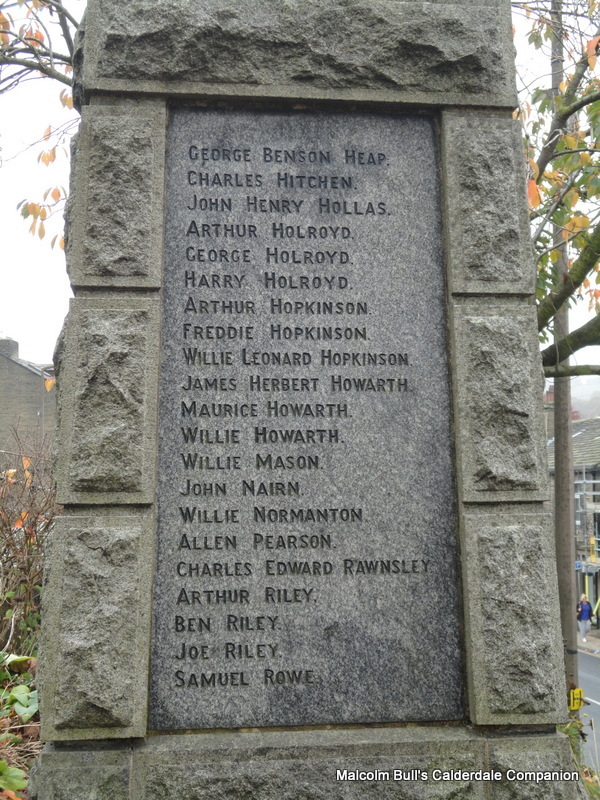 GEORGE BENSON HEAP.
CHARLES HITCHEN.
JOHN HENRY HOLLAS.
ARTHUR HOLROYD.
GEORGE HOLROYD.
HARRY HOLROYD.
ARTHUR HOPKINSON.
FREDDIE HOPKINSON.
WILLIE LEONARD HOPKINSON.
JAMES HERBERT HOWARTH.
MAURICE HOWARTH.
WILLIE HOWARTH.
WILLIE MASON.
JOHN NAIRN.
WILLIE NORMANTON
ALLEN PEARSON.
CHARLES EDWARD RAWNSLEY
ARTHUR RILEY.
BEN RILEY.
JOE RILEY.
SAMUEL ROWE.
Malcolm Bull's Calderdale Companion